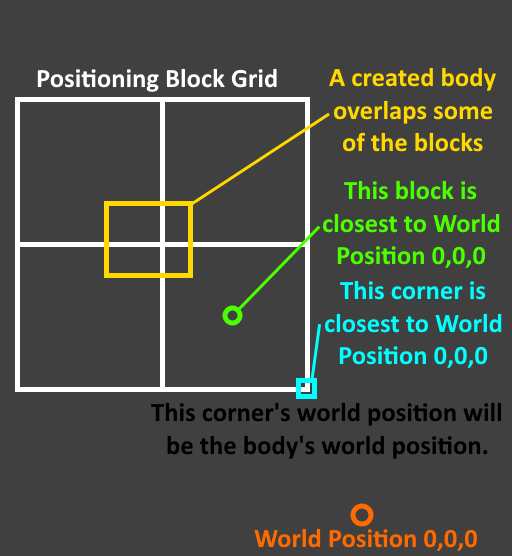 Positioning Block Grid
A created body
overlaps some
of the blocks
This block is
closest to World
Position 0,0,0
This corner is
closest to World
Position 0,0,0
This corner's world position will
be the body's world position.
World Position 0,0,0